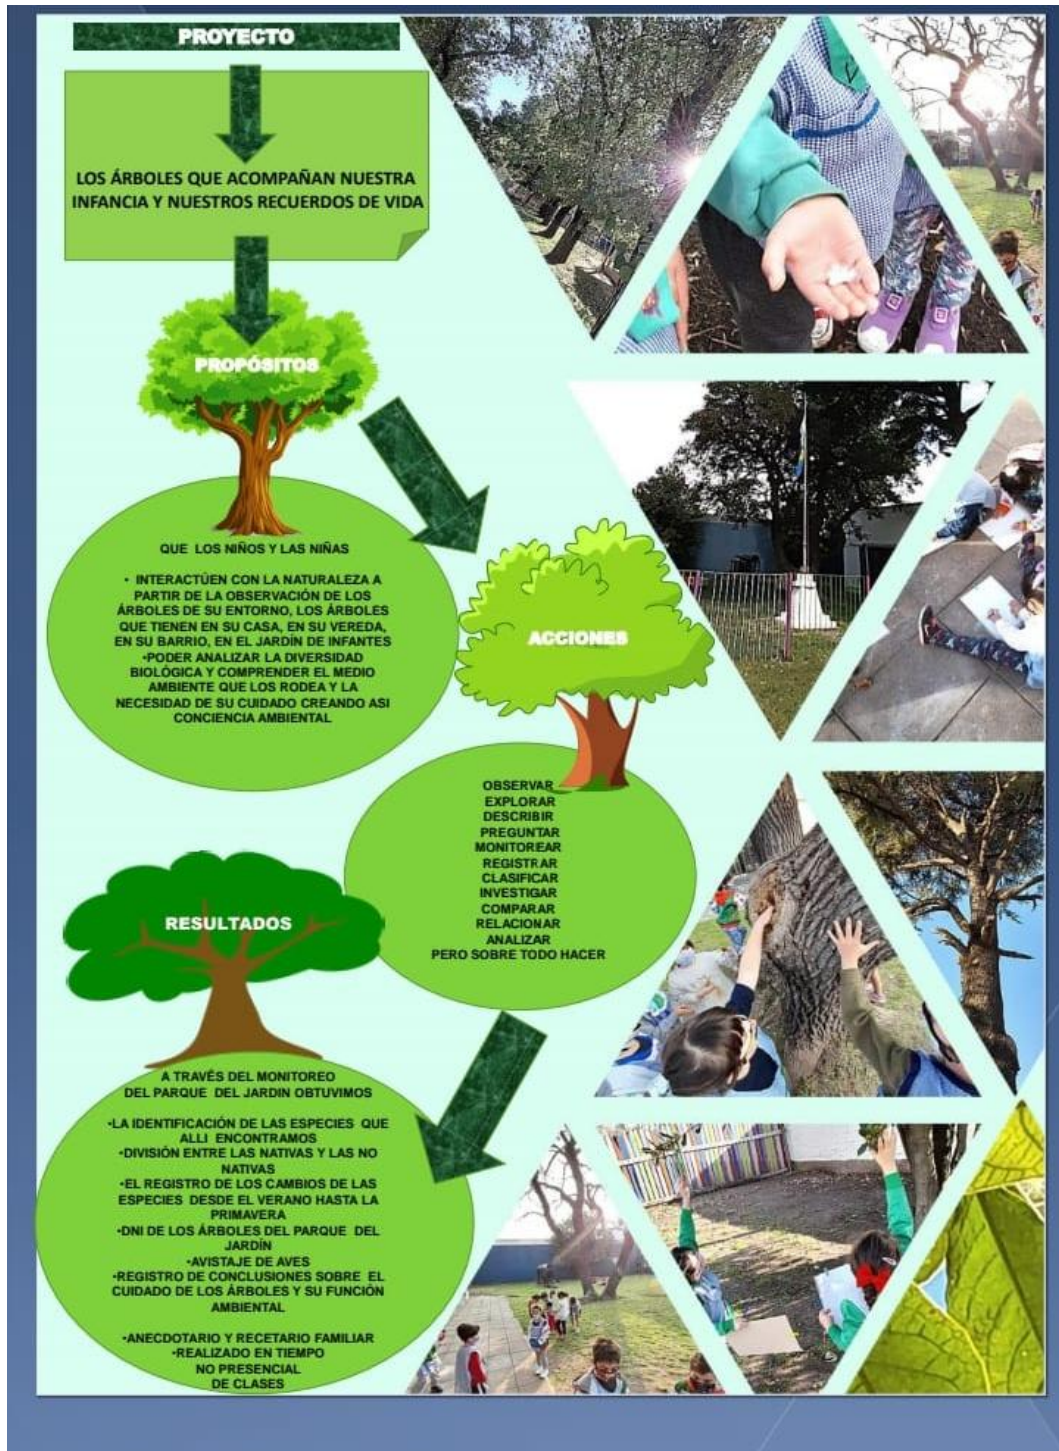 PROYECTO
LOS ÁRBOLES QUE ACOMPAÑAN NUESTRA
INFANCIA Y NUESTROS RECUERDOS DE VIDA
PROPÓSITOS
QUE LOS NIÑOS Y LAS NIÑAS
• INTERACTÚEN CON LA NATURALEZA A
PARTIR DE LA OBSERVACIÓN DE LOS
ÁRBOLES DE SU ENTORNO, LOS ÁRBOLES
QUE TIENEN EN SU CASA, EN SU VEREDA,
EN SU BARRIO, EN EL JARDÍN DE INFANTES
•PODER ANALIZAR LA DIVERSIDAD
BIOLÓGICA Y COMPRENDER EL MEDIO
AMBIENTE QUE LOS RODEA Y LA
NECESIDAD DE SU CUIDADO CREANDO ASI
CONCIENCIA AMBIENTAL
ACCIONES
OBSERVAR
EXPLORAR
DESCRIBIR
PREGUNTAR
MONITOREAR
REGISTRAR
CLASIFICAR
INVESTIGAR
COMPARAR
RELACIONAR
ANALIZAR
PERO SOBRE TODO HACER
RESULTADOS
A TRAVÉS DEL MONITOREO
DEL PARQUE DEL JARDIN OBTUVIMOS
•LA IDENTIFICACIÓN DE LAS ESPECIES QUE
ALLI ENCONTRAMOS
•DIVISIÓN ENTRE LAS NATIVAS Y LAS NO
NATIVAS
•EL REGISTRO DE LOS CAMBIOS DE LAS
ESPECIES DESDE EL VERANO HASTA LA
PRIMAVERA
•DNI DE LOS ÁRBOLES DEL PARQUE DEL
JARDÍN
•AVISTAJE DE AVES
•REGISTRO DE CONCLUSIONES SOBRE EL
CUIDADO DE LOS ÁRBOLES Y SU FUNCIÓN
AMBIENTAL
•ANECDOTARIO Y RECETARIO FAMILIAR
•REALIZADO EN TIEMPO
NO PRESENCIAL
DE CLASES